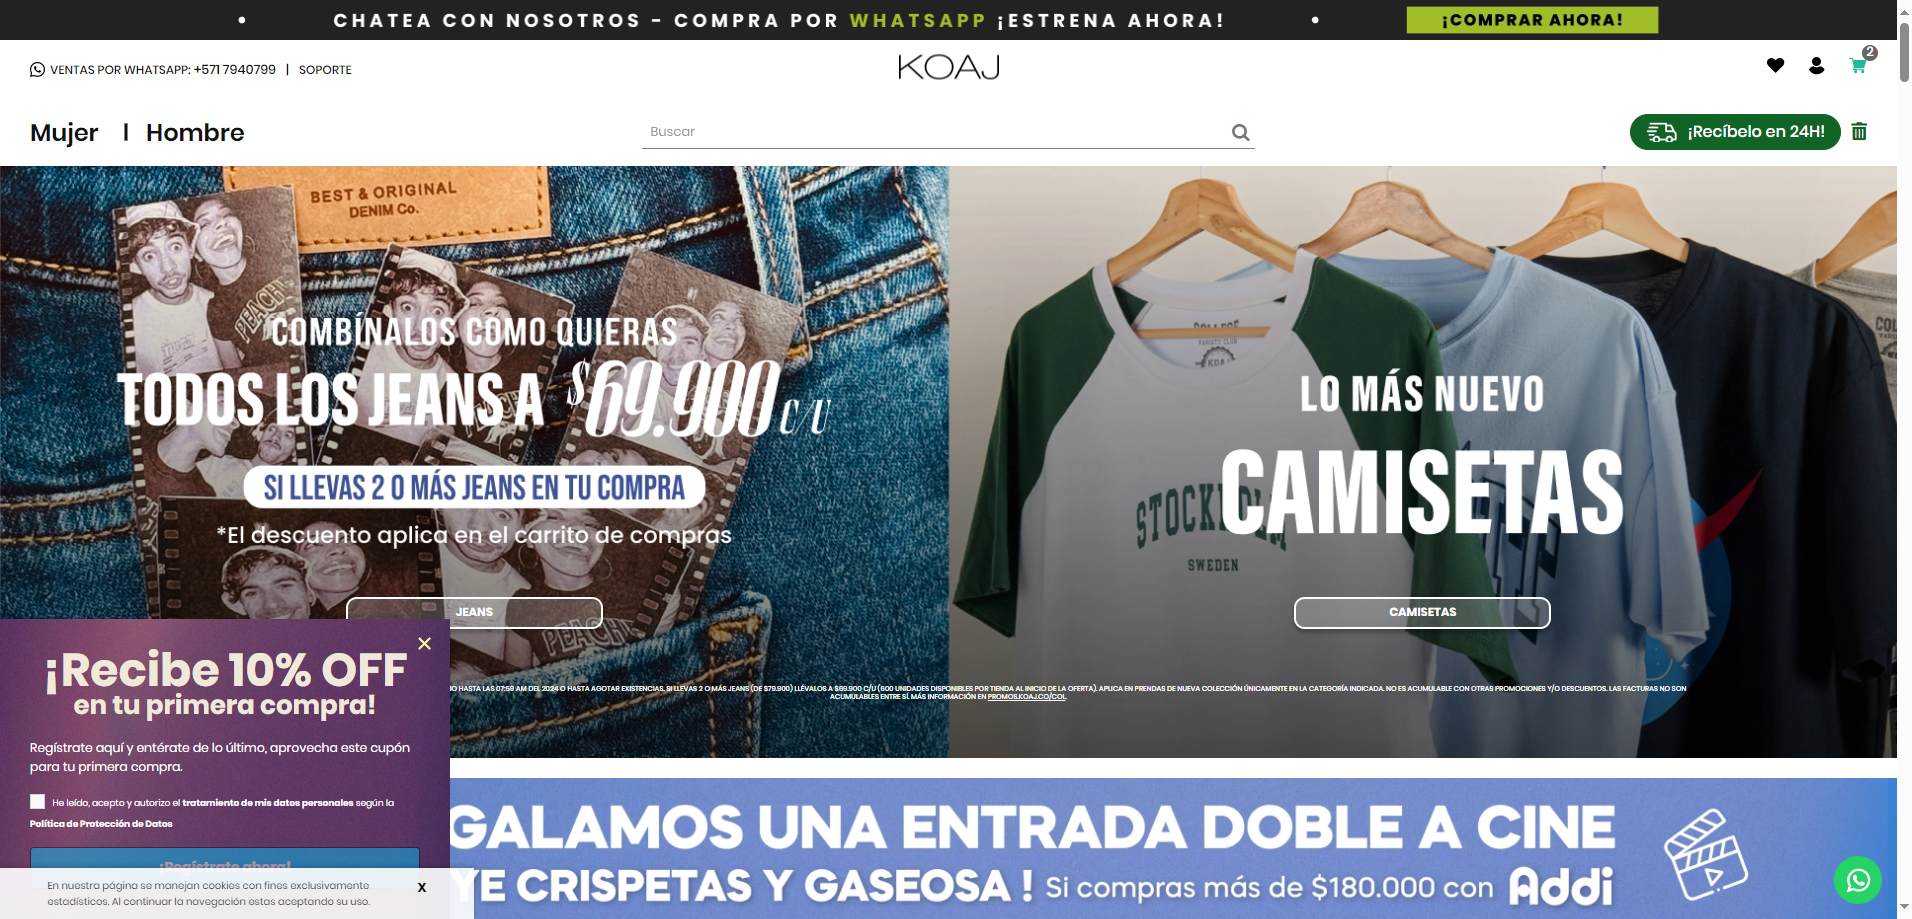 CHATEA CON NOSOTROS - COMPRA POR WHATSAPP ¡ESTRENA AHORA!
¡COMPRAR AHORA!
VENTAS POR WHATSAPP: +571 7940799 | SOPORTE
KOAJ
2
Mujer | Hombre
Buscar
¡Recíbelo en 24H!
BEST & ORIGINAL
DENIM Co.
PEACHY
COMBÍNALOS COMO QUIERAS
TODOS LOS JEANS A $69.900 C/U
SI LLEVAS 2 O MÁS JEANS EN TU COMPRA
*El descuento aplica en el carrito de compras
JEANS
PEACHY
COLLEGE
VARSITY CLUB
KOAJ
LO MÁS NUEVO
CAMISETAS
SWEDEN
CAMISETAS
HASTA LAS 07:59 AM DEL 2024 O HASTA AGOTAR EXISTENCIAS. SI LLEVAS 2 O MÁS JEANS (DE $79.900) LLÉVALOS A $69.900 C/U (600 UNIDADES DISPONIBLES POR TIENDA AL INICIO DE LA OFERTA). APLICA EN PRENDAS DE NUEVA COLECCIÓN ÚNICAMENTE EN LA CATEGORÍA INDICADA. NO ES ACUMULABLE CON OTRAS PROMOCIONES Y/O DESCUENTOS. LAS FACTURAS NO SON
ACUMULABLES ENTRE SÍ. MÁS INFORMACIÓN EN PROMOS.KOAJ.CO/COL
¡Recibe 10% OFF
en tu primera compra!
Regístrate aquí y entérate de lo último, aprovecha este cupón
para tu primera compra.
He leído, acepto y autorizo el tratamiento de mis datos personales según la
Política de Protección de Datos
¡Regístrate ahora!
En nuestra página se manejan cookies con fines exclusivamente
estadísticos. Al continuar la navegación estas aceptando su uso.
X
GALAMOS UNA ENTRADA DOBLE A CINE
YE CRISPETAS Y GASEOSA ! Si compras más de $180.000 con Addi